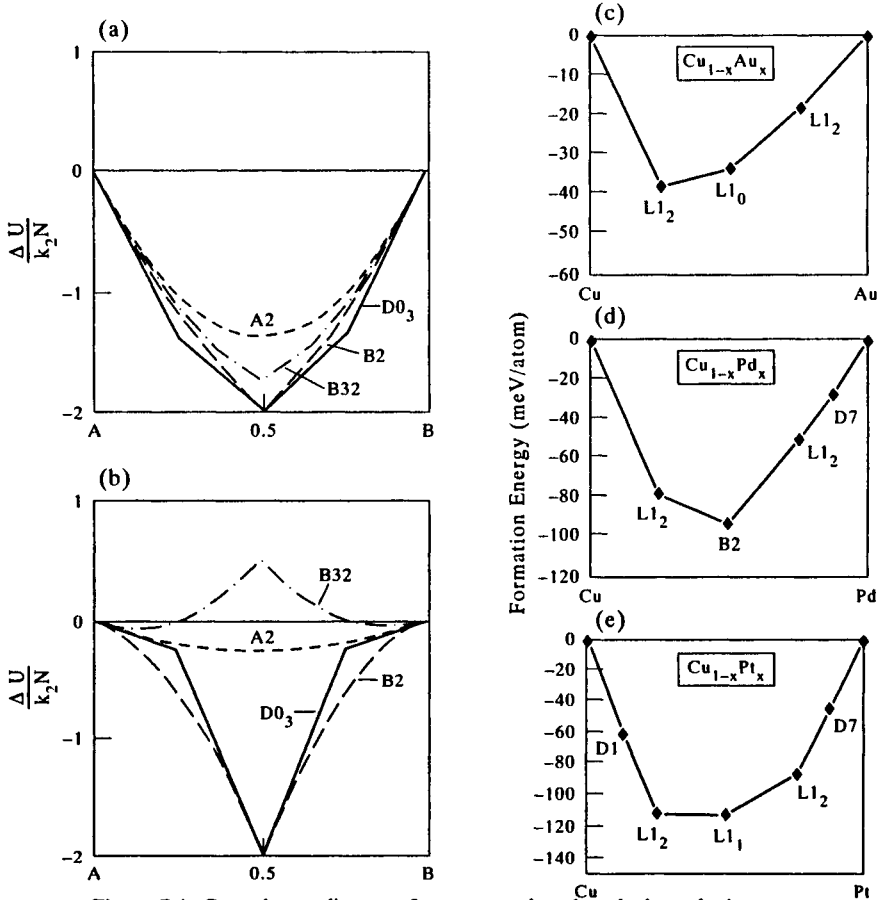 (a)
1
0
-1
-2
ΔU
k₂N
A2
D0₃
B2
B32
A
0.5
B
(b)
1
0
-1
-2
ΔU
k₂N
B32
A2
B2
D0₃
A
0.5
B
Formation Energy (meV/atom)
(c)
0
-10
-20
-30
-40
-50
-60
Cu₁₋ₓAuₓ
L1₂
L1₀
L1₂
Cu
Au
(d)
0
-20
-40
-60
-80
-100
-120
Cu₁₋ₓPdₓ
D7
L1₂
L1₂
B2
Cu
Pd
(e)
0
-20
-40
-60
-80
-100
-120
-140
Cu₁₋ₓPtₓ
D1
D7
L1₂
L1₂
L1₁
Cu
Pt